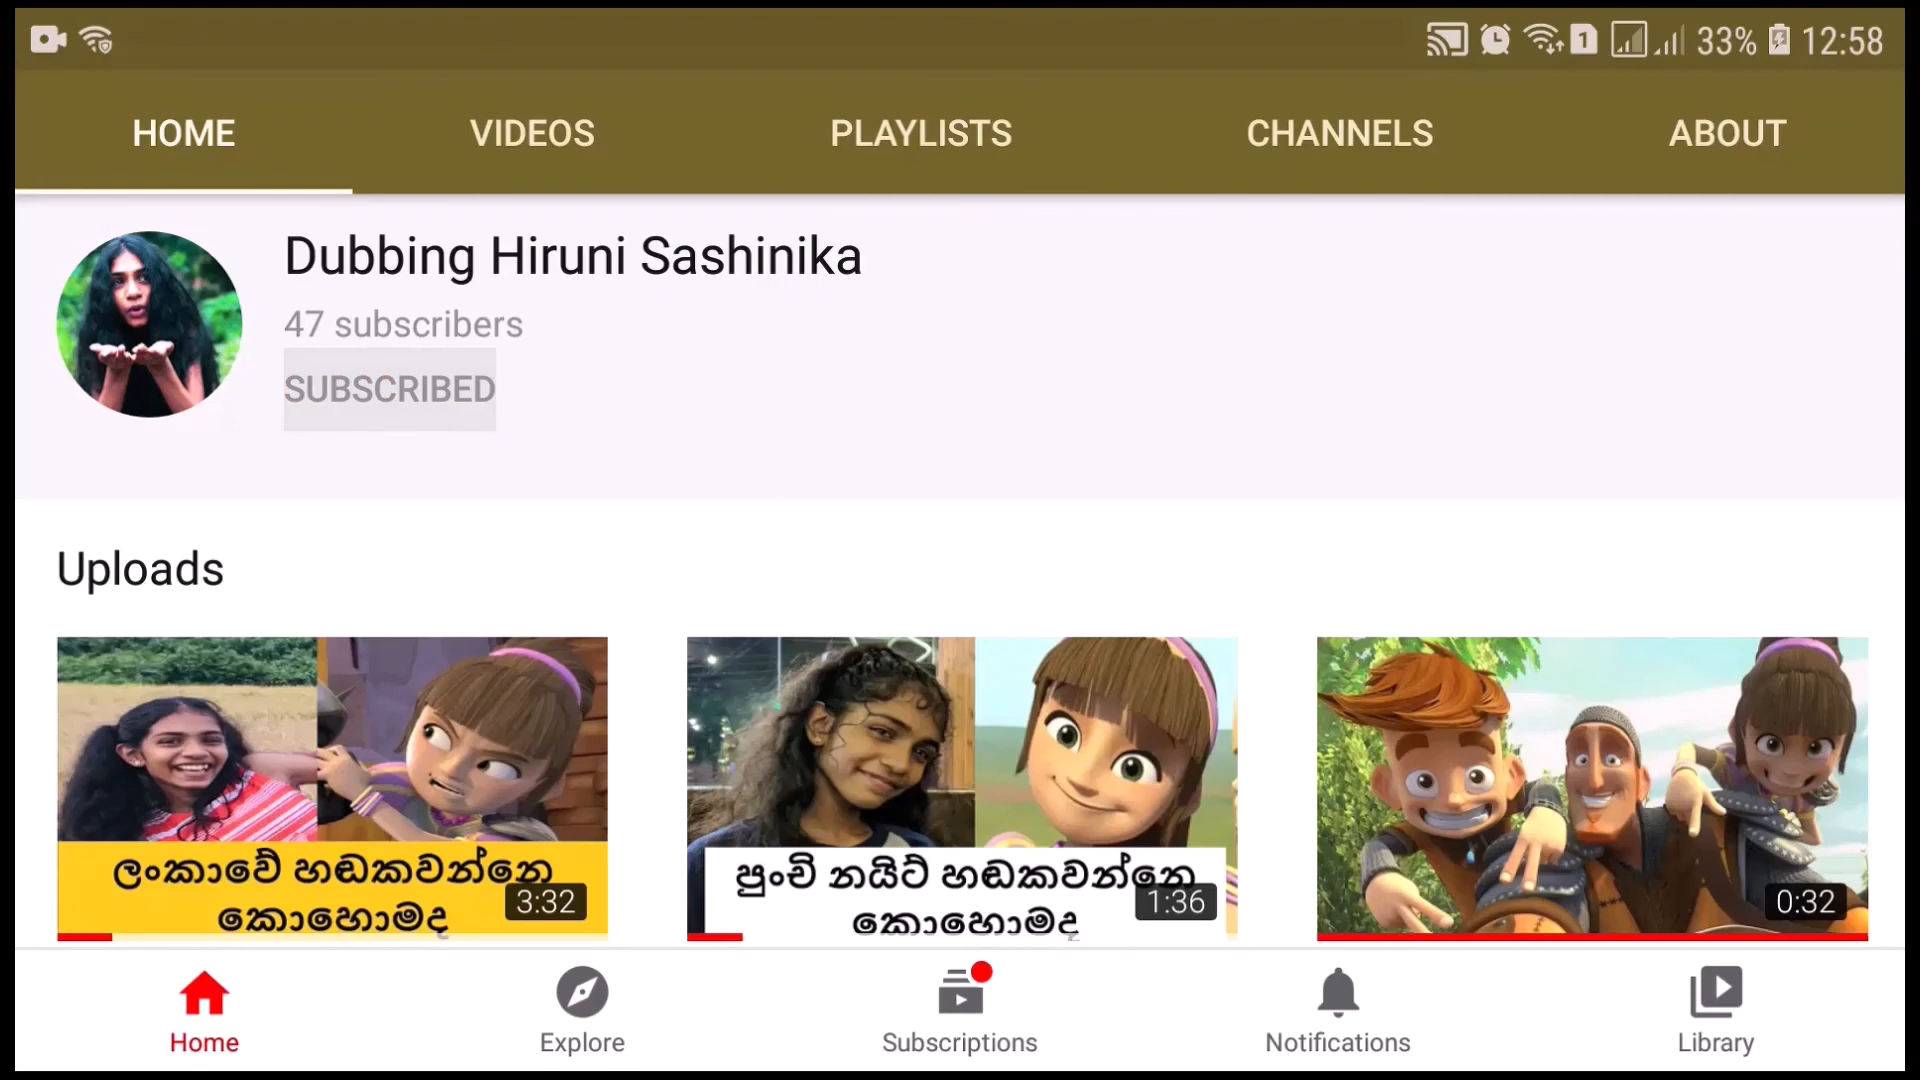 1 33% 12:58
HOME VIDEOS PLAYLISTS CHANNELS ABOUT
Dubbing Hiruni Sashinika
47 subscribers
SUBSCRIBED
Uploads
ලංකාවේ හඬකවන්නෙ
කොහොමද
3:32
පුංචි නයිට් හඬකවන්නෙ
කොහොමද
1:36
0:32
Home Explore Subscriptions Notifications Library